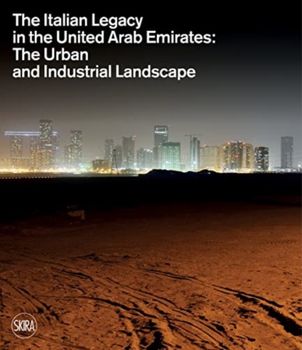 The Italian Legacy
in the United Arab Emirates:
The Urban
and Industrial Landscape
SKIRA